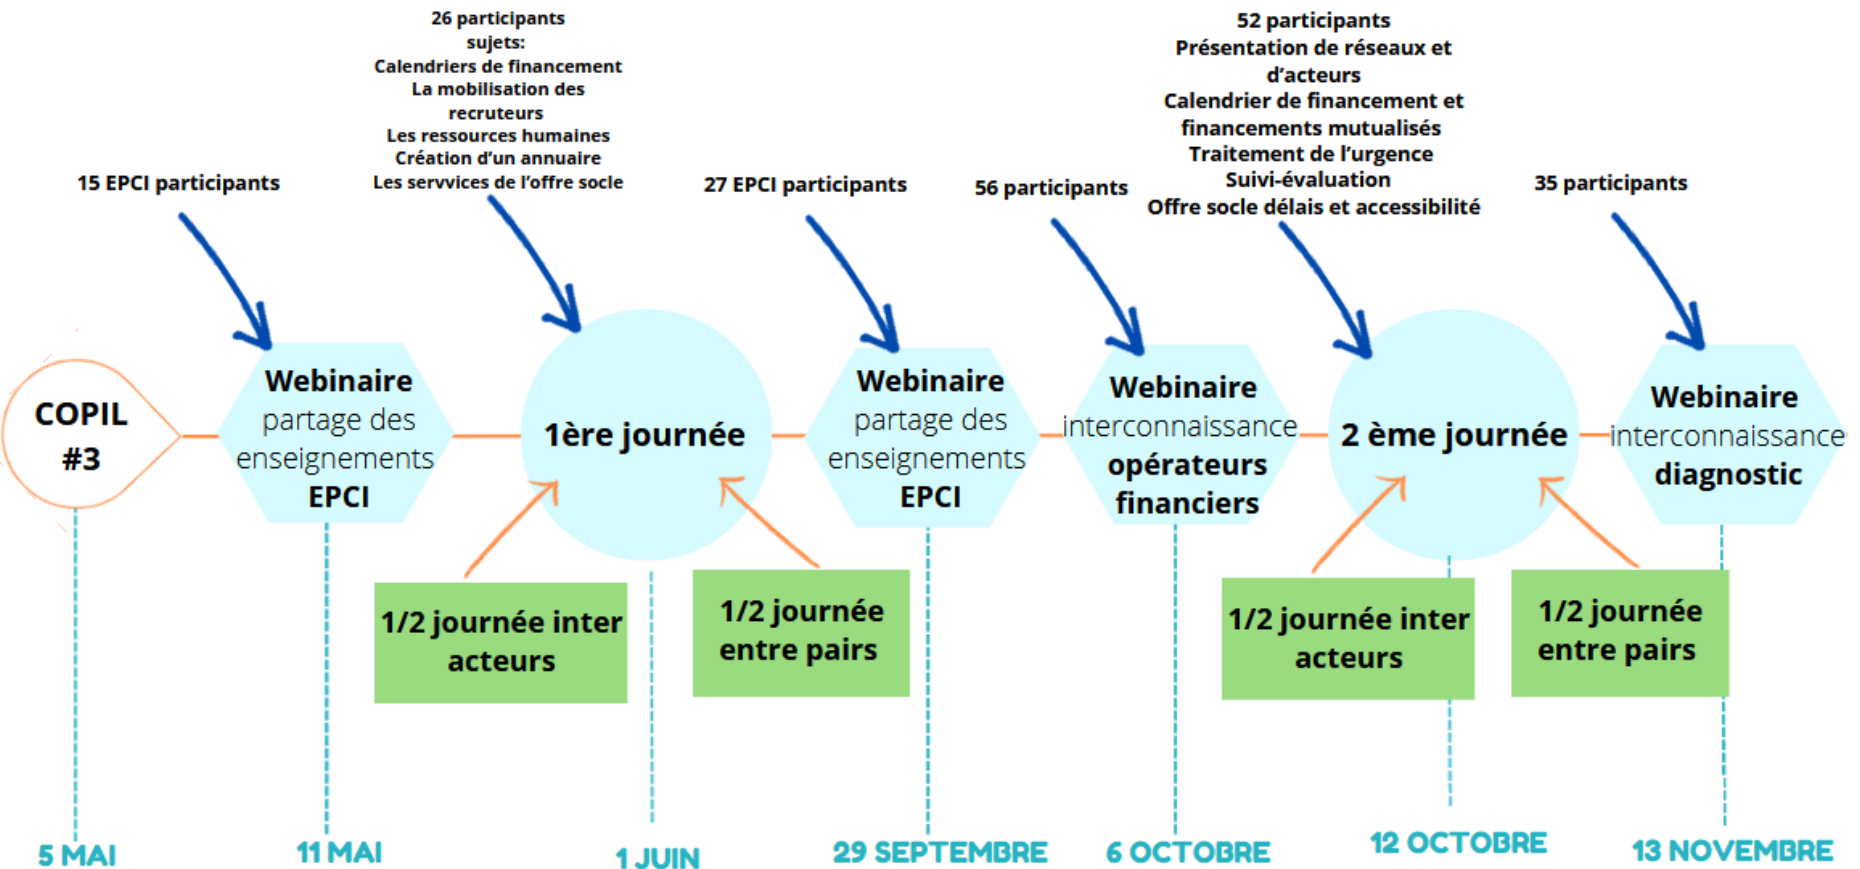 26 participants
sujets:
Calendriers de financement
La mobilisation des
recruteurs
Les ressources humaines
Création d'un annuaire
Les servvices de l'offre socle
52 participants
Présentation de réseaux et
d'acteurs
Calendrier de financement et
financements mutualisés
Traitement de l'urgence
Suivi-évaluation
Offre socle délais et accessibilité
15 EPCI participants
27 EPCI participants
56 participants
35 participants
COPIL
#3
Webinaire
partage des
enseignements
EPCI
1ère journée
Webinaire
partage des
enseignements
EPCI
Webinaire
interconnaissance
opérateurs
financiers
2 ème journée
Webinaire
interconnaissance
diagnostic
1/2 journée inter
acteurs
1/2 journée
entre pairs
1/2 journée inter
acteurs
1/2 journée
entre pairs
5 MAI
11 MAI
1 JUIN
29 SEPTEMBRE
6 OCTOBRE
12 OCTOBRE
13 NOVEMBRE